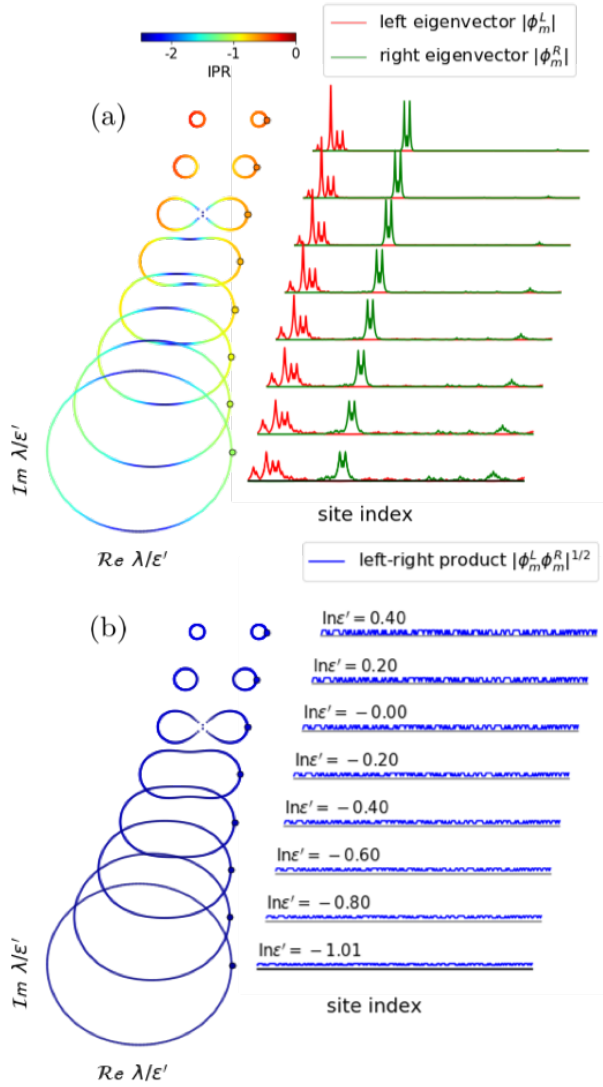 -2 -1 0
IPR
left eigenvector |ϕ_m^L|
right eigenvector |ϕ_m^R|
(a)
Im λ/ε'
Re λ/ε'
site index
left-right product |ϕ_m^L ϕ_m^R|^{1/2}
(b)
lnε' = 0.40
lnε' = 0.20
lnε' = −0.00
lnε' = −0.20
lnε' = −0.40
lnε' = −0.60
lnε' = −0.80
lnε' = −1.01
Im λ/ε'
site index
Re λ/ε'